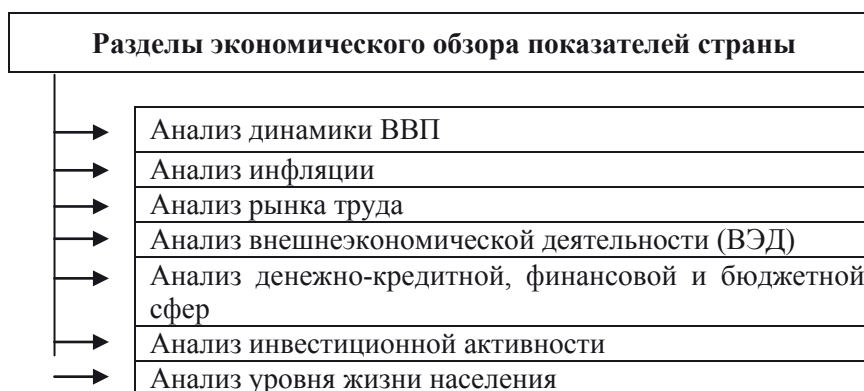 Разделы экономического обзора показателей страны
Анализ динамики ВВП
Анализ инфляции
Анализ рынка труда
Анализ внешнеэкономической деятельности (ВЭД)
Анализ денежно-кредитной, финансовой и бюджетной
сфер
Анализ инвестиционной активности
Анализ уровня жизни населения